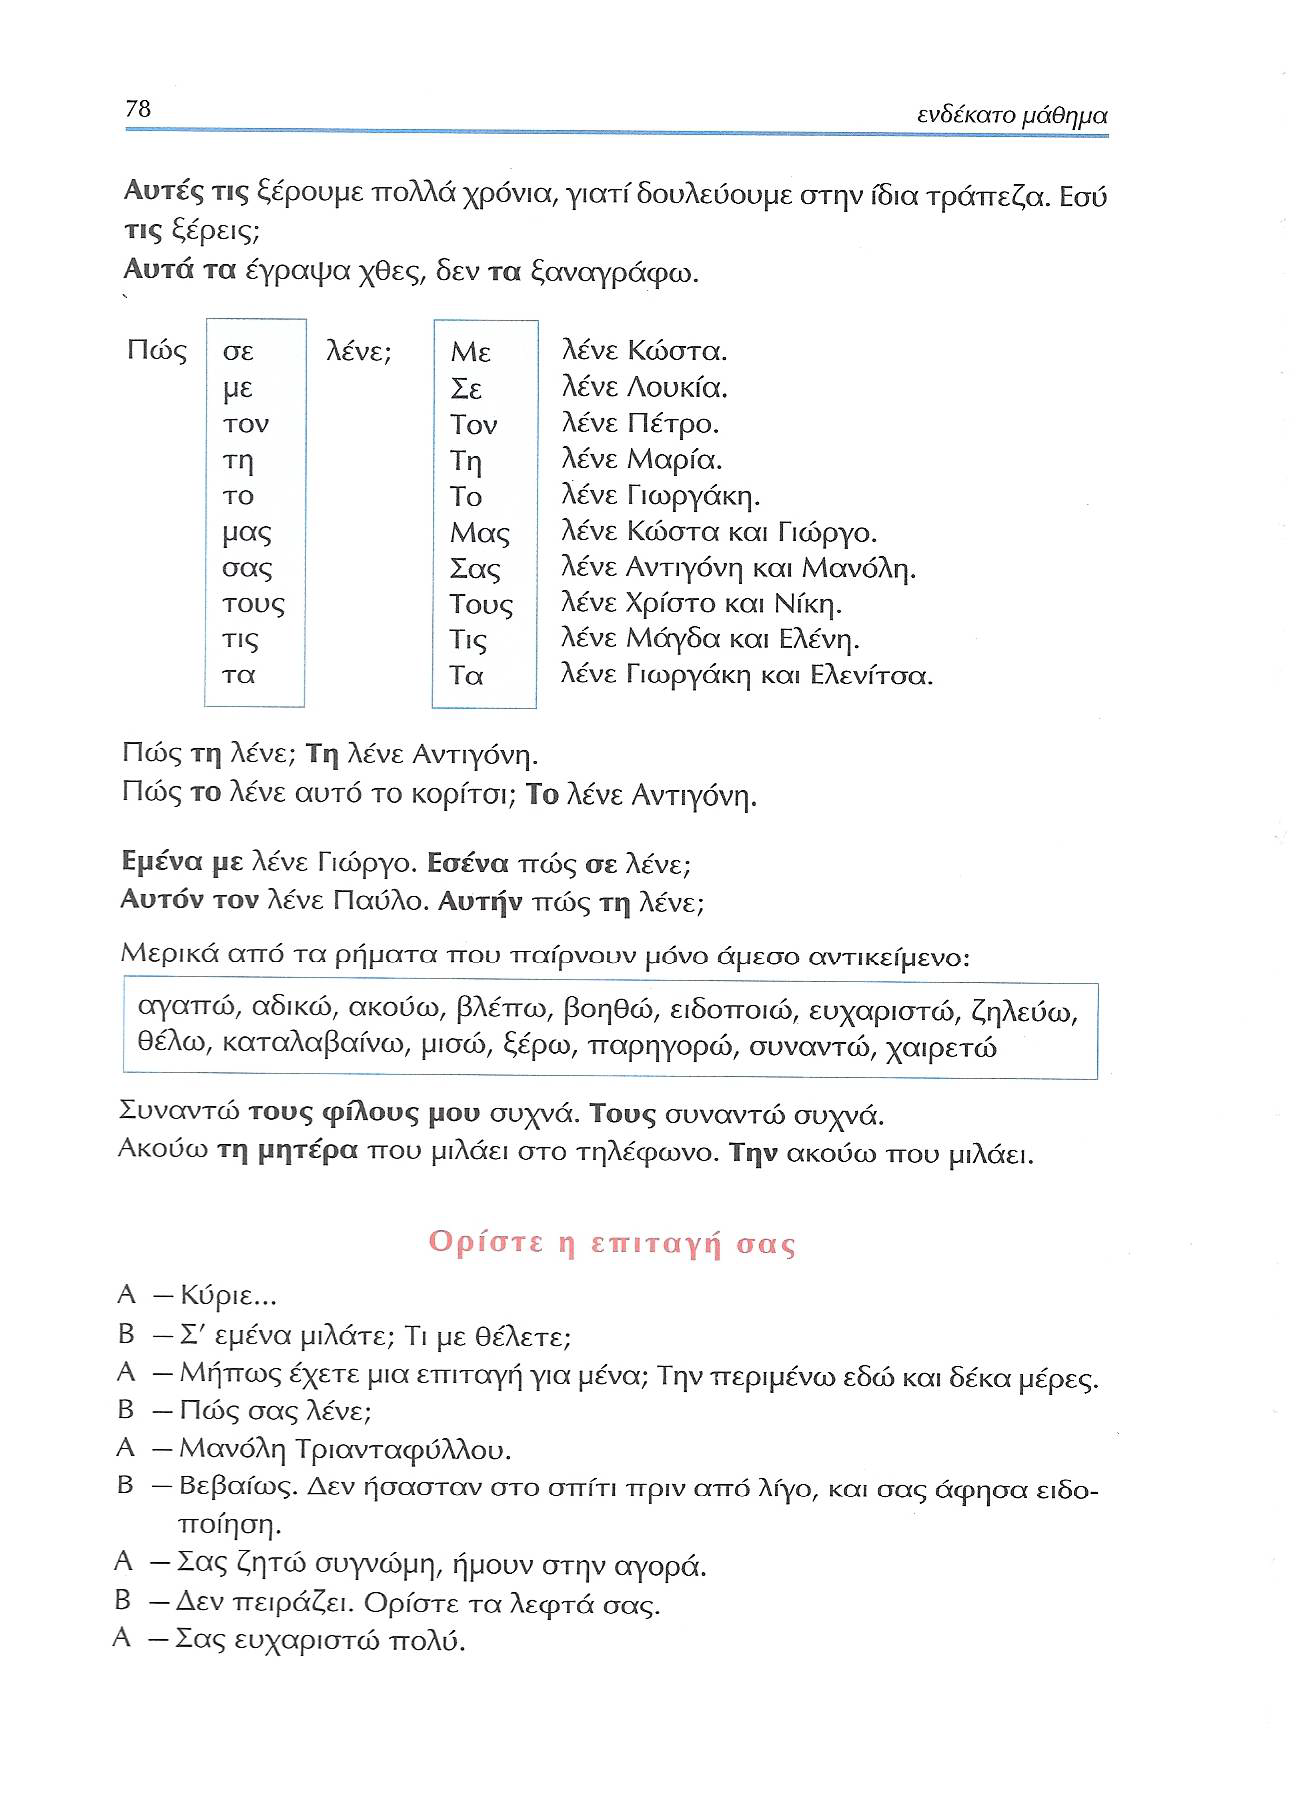 78 ενδέκατο μάθημα
Αυτές τις ξέρουμε πολλά χρόνια, γιατί δουλεύουμε στην ίδια τράπεζα. Εσύ
τις ξέρεις;
Αυτά τα έγραψα χθες, δεν τα ξαναγράφω.
Πώς σε λένε; Με λένε Κώστα.
με Σε λένε Λουκία.
τον Τον λένε Πέτρο.
τη Τη λένε Μαρία.
το Το λένε Γιωργάκη.
μας Μας λένε Κώστα και Γιώργο.
σας Σας λένε Αντιγόνη και Μανόλη.
τους Τους λένε Χρίστο και Νίκη.
τις Τις λένε Μάγδα και Ελένη.
τα Τα λένε Γιωργάκη και Ελενίτσα.
Πώς τη λένε; Τη λένε Αντιγόνη.
Πώς το λένε αυτό το κορίτσι; Το λένε Αντιγόνη.
Εμένα με λένε Γιώργο. Εσένα πώς σε λένε;
Αυτόν τον λένε Παύλο. Αυτήν πώς τη λένε;
Μερικά από τα ρήματα που παίρνουν μόνο άμεσο αντικείμενο:
αγαπώ, αδικώ, ακούω, βλέπω, βοηθώ, ειδοποιώ, ευχαριστώ, ζηλεύω,
θέλω, καταλαβαίνω, μισώ, ξέρω, παρηγορώ, συναντώ, χαιρετώ
Συναντώ τους φίλους μου συχνά. Τους συναντώ συχνά.
Ακούω τη μητέρα που μιλάει στο τηλέφωνο. Την ακούω που μιλάει.
Ορίστε η επιταγή σας
Α – Κύριε...
Β – Σ' εμένα μιλάτε; Τι με θέλετε;
Α – Μήπως έχετε μια επιταγή για μένα; Την περιμένω εδώ και δέκα μέρες.
Β – Πώς σας λένε;
Α – Μανόλη Τριανταφύλλου.
Β – Βεβαίως. Δεν ήσασταν στο σπίτι πριν από λίγο, και σας άφησα ειδο-
ποίηση.
Α – Σας ζητώ συγνώμη, ήμουν στην αγορά.
Β – Δεν πειράζει. Ορίστε τα λεφτά σας.
Α – Σας ευχαριστώ πολύ.